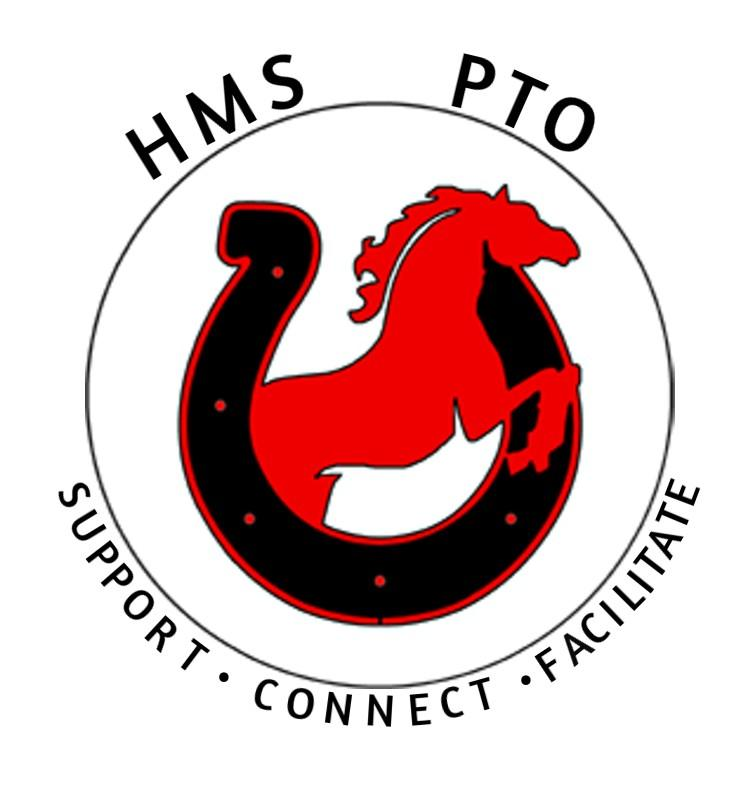 HMS PTO
SUPPORT • CONNECT • FACILITATE